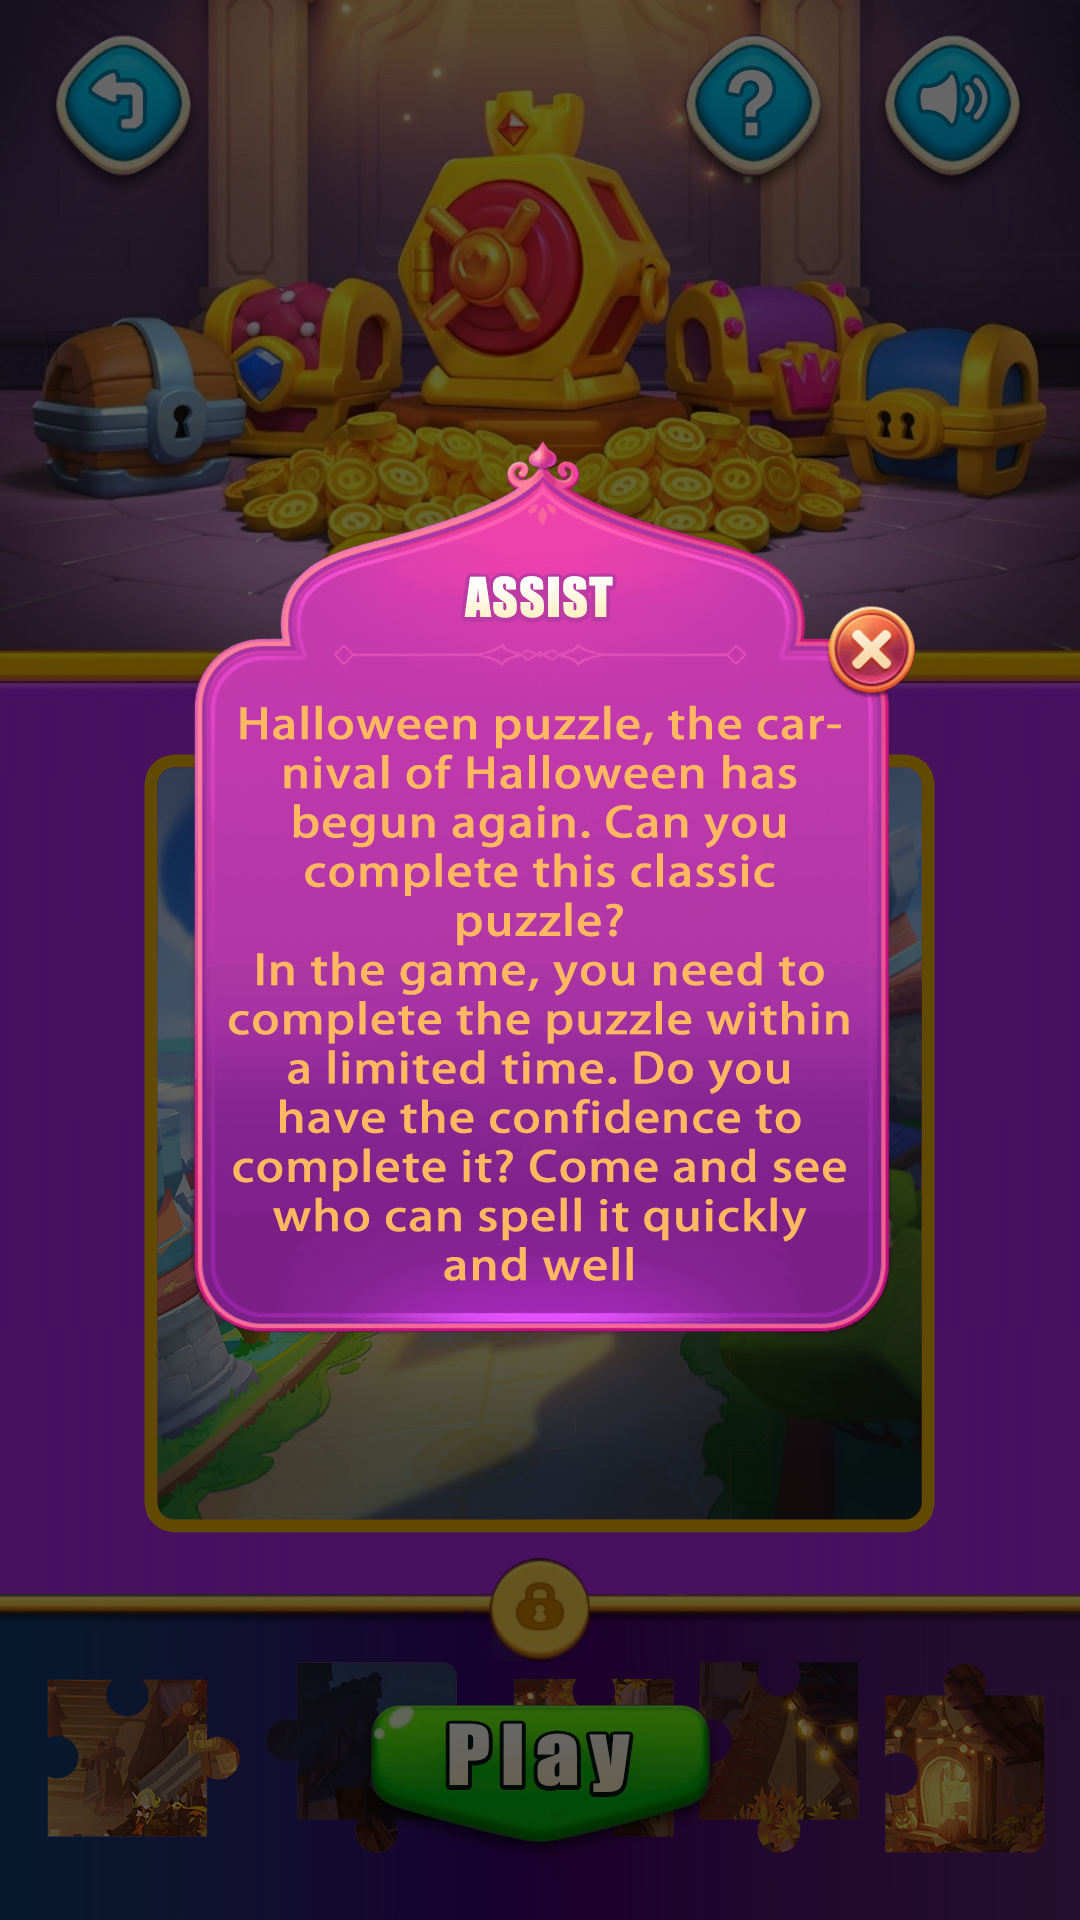 ?
ASSIST
Halloween puzzle, the car-
nival of Halloween has
begun again. Can you
complete this classic
puzzle?
In the game, you need to
complete the puzzle within
a limited time. Do you
have the confidence to
complete it? Come and see
who can spell it quickly
and well
Play